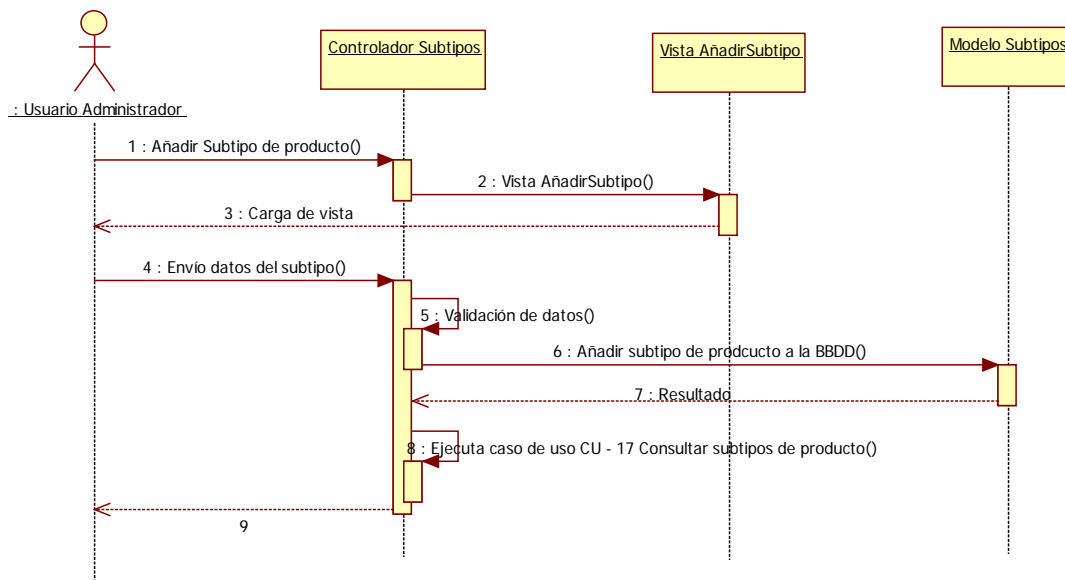 Controlador Subtipos
Vista AñadirSubtipo
Modelo Subtipos
: Usuario Administrador
1 : Añadir Subtipo de producto()
2 : Vista AñadirSubtipo()
3 : Carga de vista
4 : Envío datos del subtipo()
5 : Validación de datos()
6 : Añadir subtipo de prodcucto a la BBDD()
7 : Resultado
8 : Ejecuta caso de uso CU - 17 Consultar subtipos de producto()
9